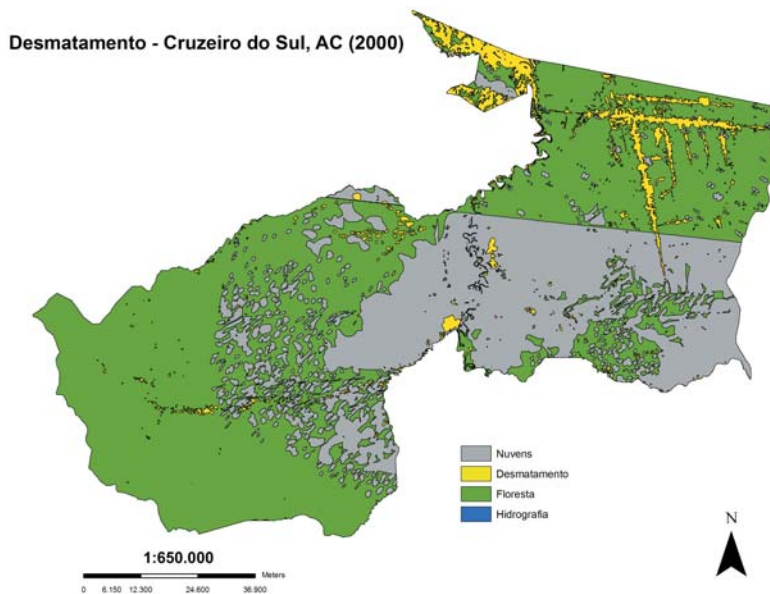 Desmatamento - Cruzeiro do Sul, AC (2000)
Nuvens
Desmatamento
Floresta
Hidrografia
N
1:650.000
Meters
0 6.150 12.300 24.600 36.900